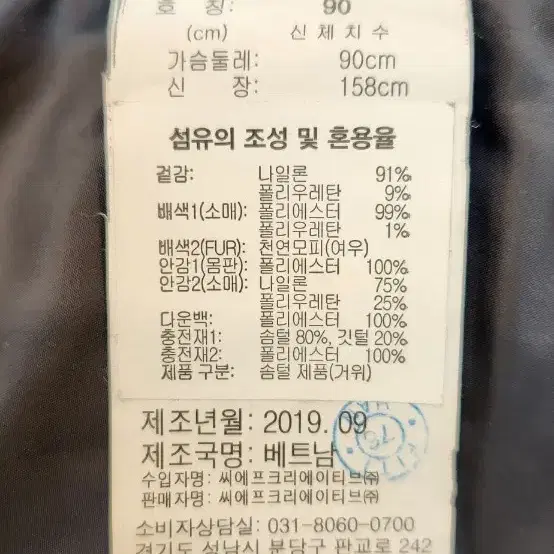 호 칭: 90
(cm) 신체치수
가슴둘레: 90cm
신 장: 158cm
섬유의 조성 및 혼용율
겉감: 나일론 91%
폴리우레탄 9%
배색1(소매): 폴리에스터 99%
폴리우레탄 1%
배색2(FUR): 천연모피(여우)
안감1(몸판): 폴리에스터 100%
안감2(소매): 나일론 75%
폴리우레탄 25%
다운백: 폴리에스터 100%
충전재1: 솜털 80%, 깃털 20%
충전재2: 폴리에스터 100%
제품 구분: 솜털 제품(거위)
제조년월: 2019. 09
제조국명: 베트남
수입자명: 씨에프크리에이티브㈜
판매자명: 씨에프크리에이티브㈜
소비자상담실: 031-8060-0700
경기도 성남시 분당구 판교로 242